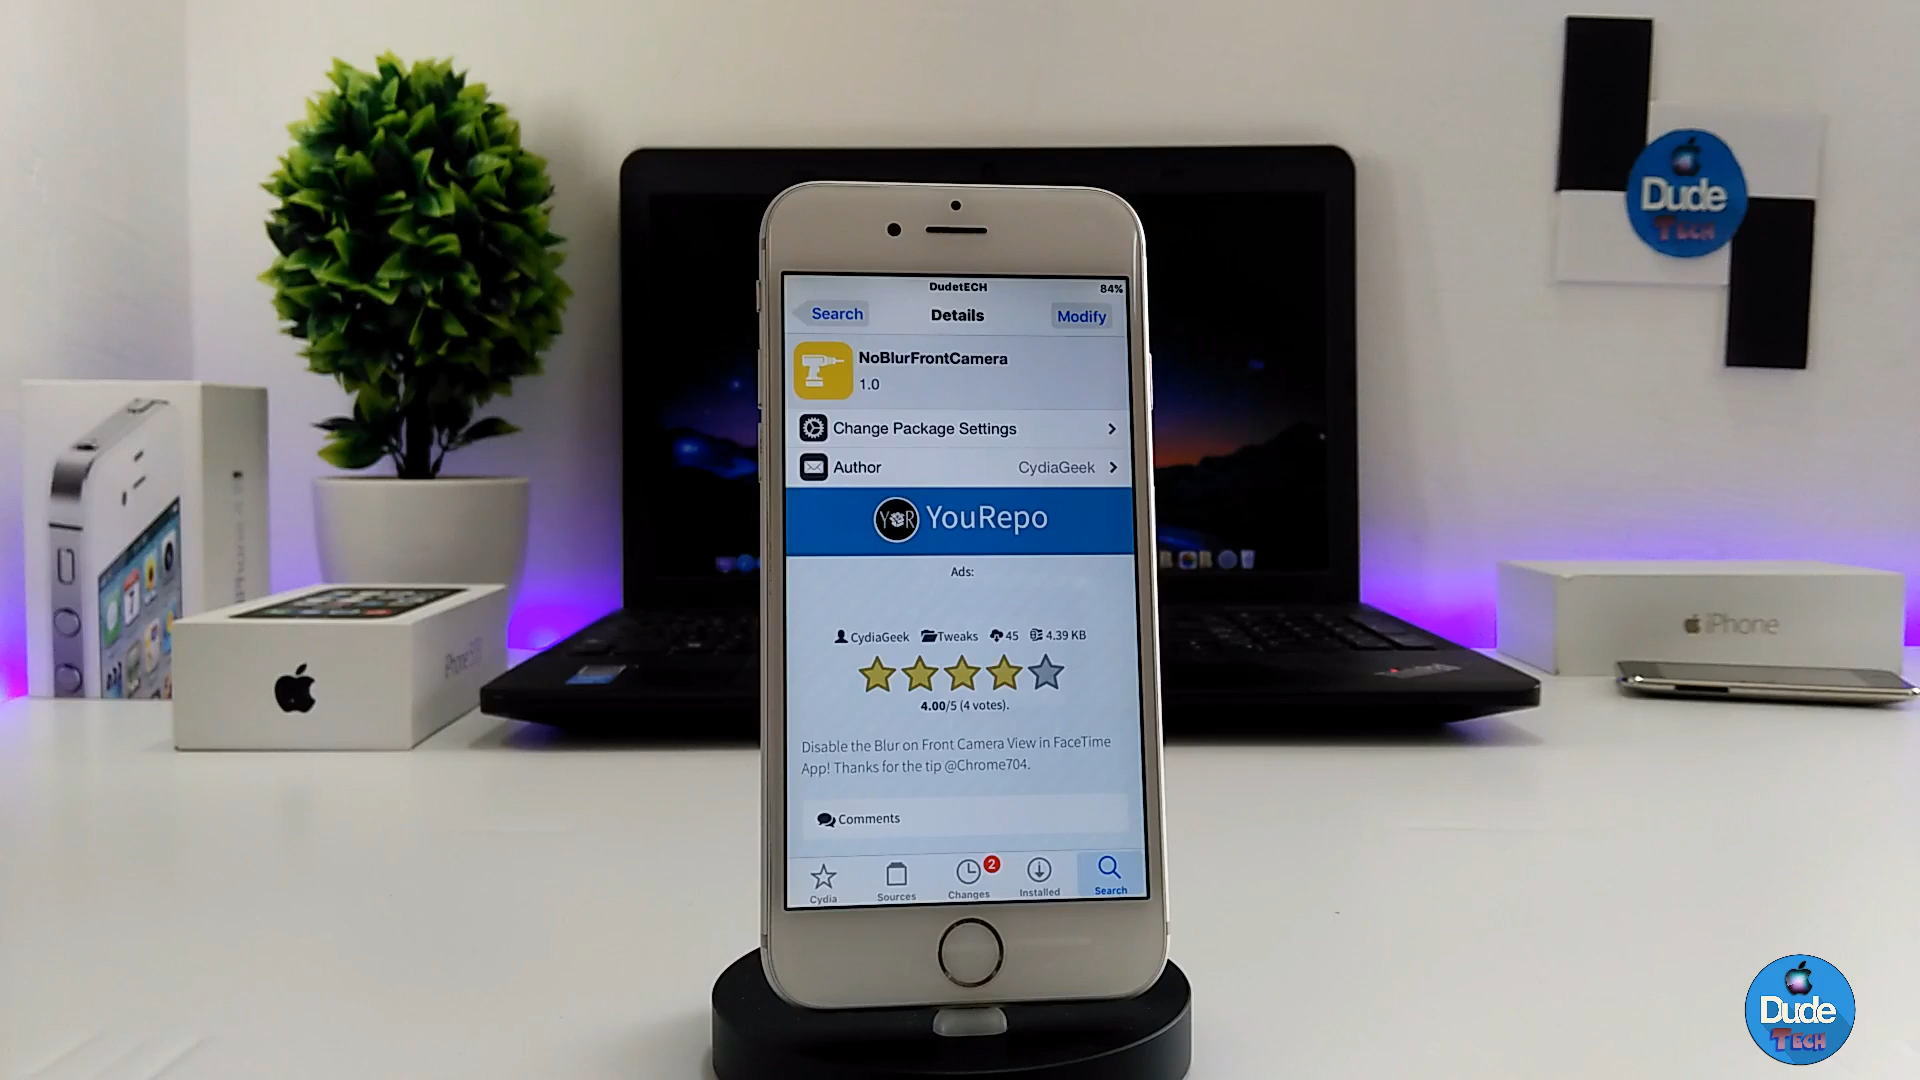 Dude
TECH
DudetECH
84%
Search
Details
Modify
NoBlurFrontCamera
1.0
Change Package Settings
Author
CydiaGeek
YOR
YouRepo
Ads:
CydiaGeek
Tweaks
45
4.39 KB
4.00/5 (4 votes).
Disable the Blur on Front Camera View in FaceTime
App! Thanks for the tip @Chrome704.
Comments
Cydia
Sources
Changes
2
Installed
Search
iPhone
Dude
TECH